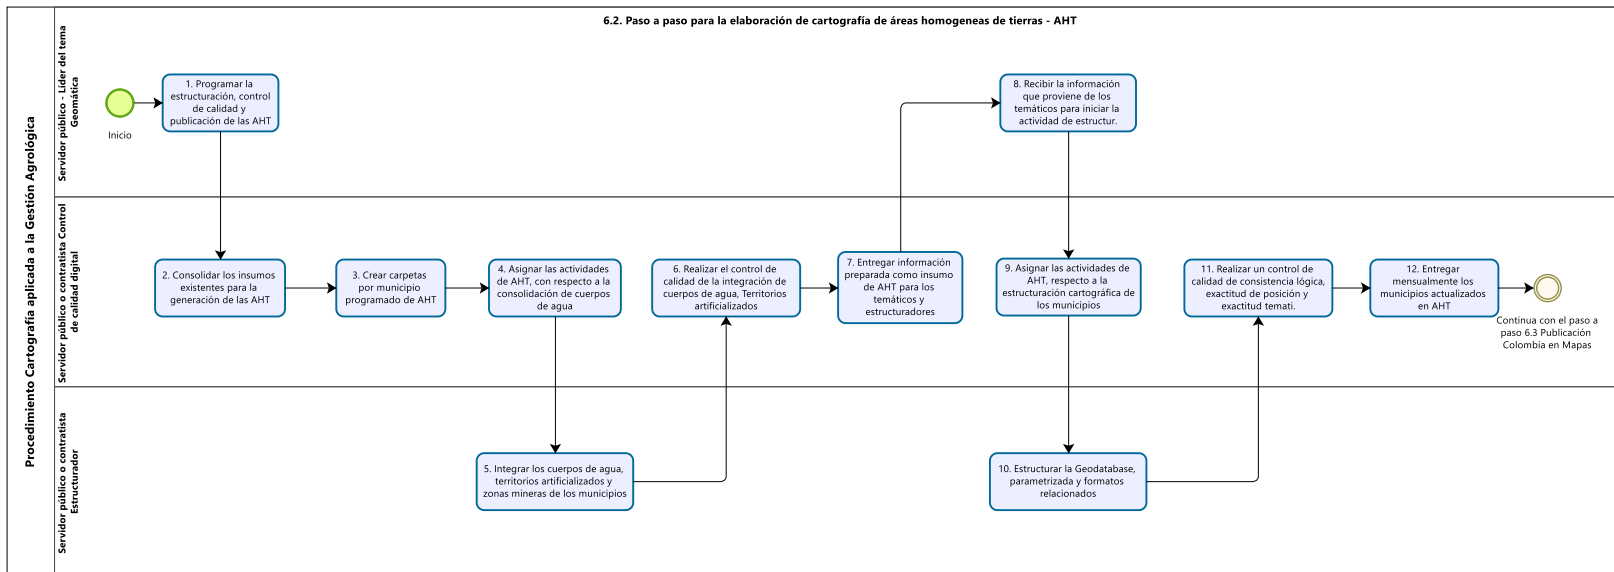 6.2. Paso a paso para la elaboración de cartografía de áreas homogeneas de tierras - AHT
Procedimiento Cartografía aplicada a la Gestión Agrológica
Servidor público - Líder del tema
Geomática
Inicio
1. Programar la
estructuración, control
de calidad y
publicación de las AHT
8. Recibir la información
que proviene de los
temáticos para iniciar la
actividad de estructur.
Servidor público o contratista Control
de calidad digital
2. Consolidar los insumos
existentes para la
generación de las AHT
3. Crear carpetas
por municipio
programado de AHT
4. Asignar las actividades
de AHT, con respecto a la
consolidación de cuerpos
de agua
6. Realizar el control de
calidad de la integración de
cuerpos de agua, Territorios
artificializados
7. Entregar información
preparada como insumo
de AHT para los
temáticos y
estructuradores
9. Asignar las actividades de
AHT, respecto a la
estructuración cartográfica de
los municipios
11. Realizar un control de
calidad de consistencia lógica,
exactitud de posición y
exactitud temati.
12. Entregar
mensualmente los
municipios actualizados
en AHT
Continua con el paso a
paso 6.3 Publicación
Colombia en Mapas
Servidor público o contratista
Estructurador
5. Integrar los cuerpos de agua,
territorios artificializados y
zonas mineras de los municipios
10. Estructurar la Geodatabase,
parametrizada y formatos
relacionados